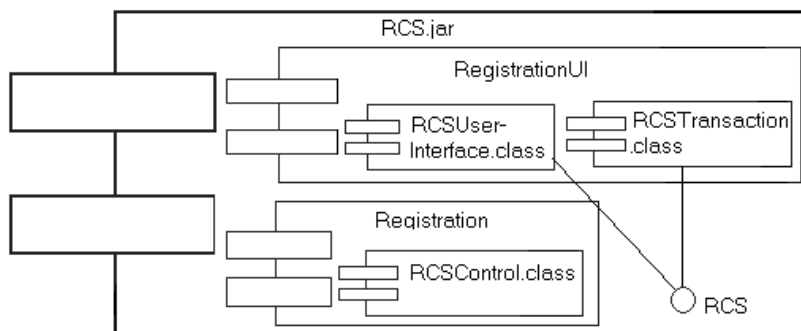 RCS.jar
RegistrationUI
RCSUser-
Interface.class
RCSTransaction
.class
Registration
RCSControl.class
RCS